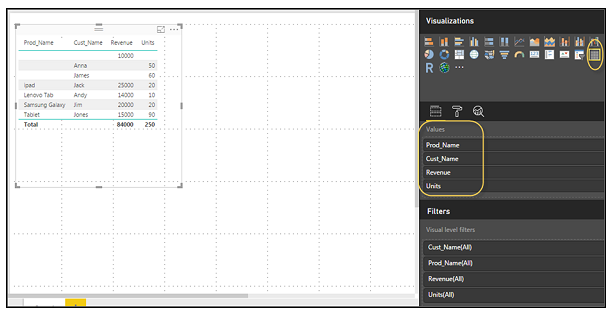 Visualizations
Prod_Name Cust_Name Revenue Units
10000
Anna 50
James 60
ipad Jack 25000 20
Lenovo Tab Andy 14000 10
Samsung Galaxy Jim 20000 20
Tablet Jones 15000 90
Total 84000 250
R ...
Values
Prod_Name
Cust_Name
Revenue
Units
Filters
Visual level filters
Cust_Name(All)
Prod_Name(All)
Revenue(All)
Units(All)